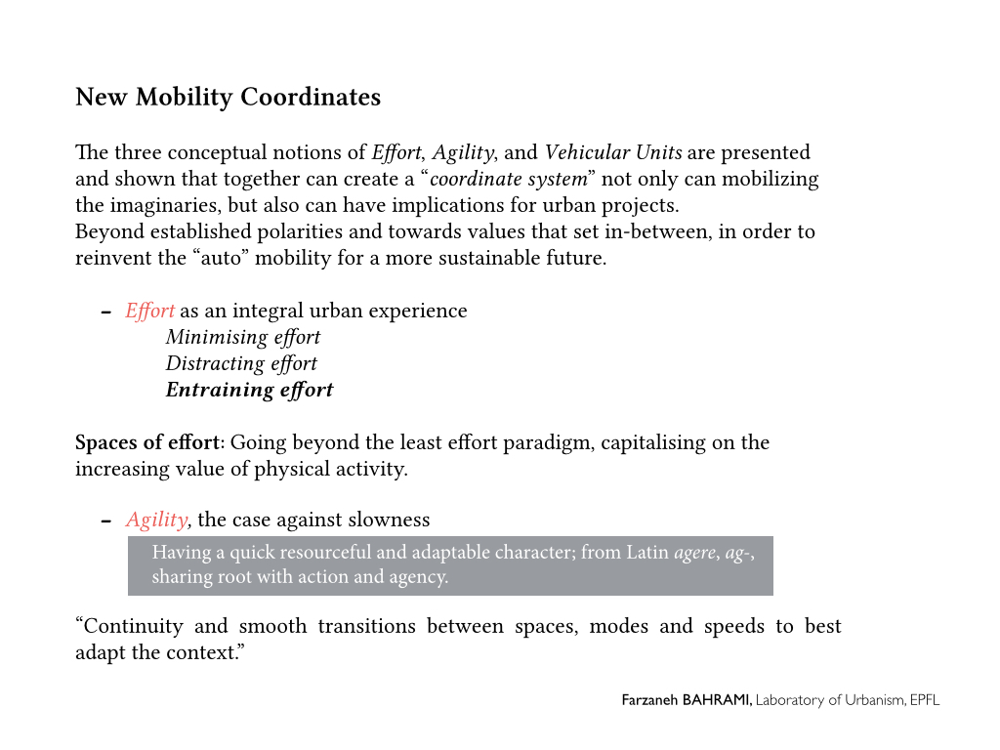 New Mobility Coordinates
The three conceptual notions of Effort, Agility, and Vehicular Units are presented
and shown that together can create a “coordinate system” not only can mobilizing
the imaginaries, but also can have implications for urban projects.
Beyond established polarities and towards values that set in-between, in order to
reinvent the “auto” mobility for a more sustainable future.
– Effort as an integral urban experience
Minimising effort
Distracting effort
Entraining effort
Spaces of effort: Going beyond the least effort paradigm, capitalising on the
increasing value of physical activity.
– Agility, the case against slowness
Having a quick resourceful and adaptable character; from Latin agere, ag-,
sharing root with action and agency.
“Continuity and smooth transitions between spaces, modes and speeds to best
adapt the context.”
Farzaneh BAHRAMI, Laboratory of Urbanism, EPFL